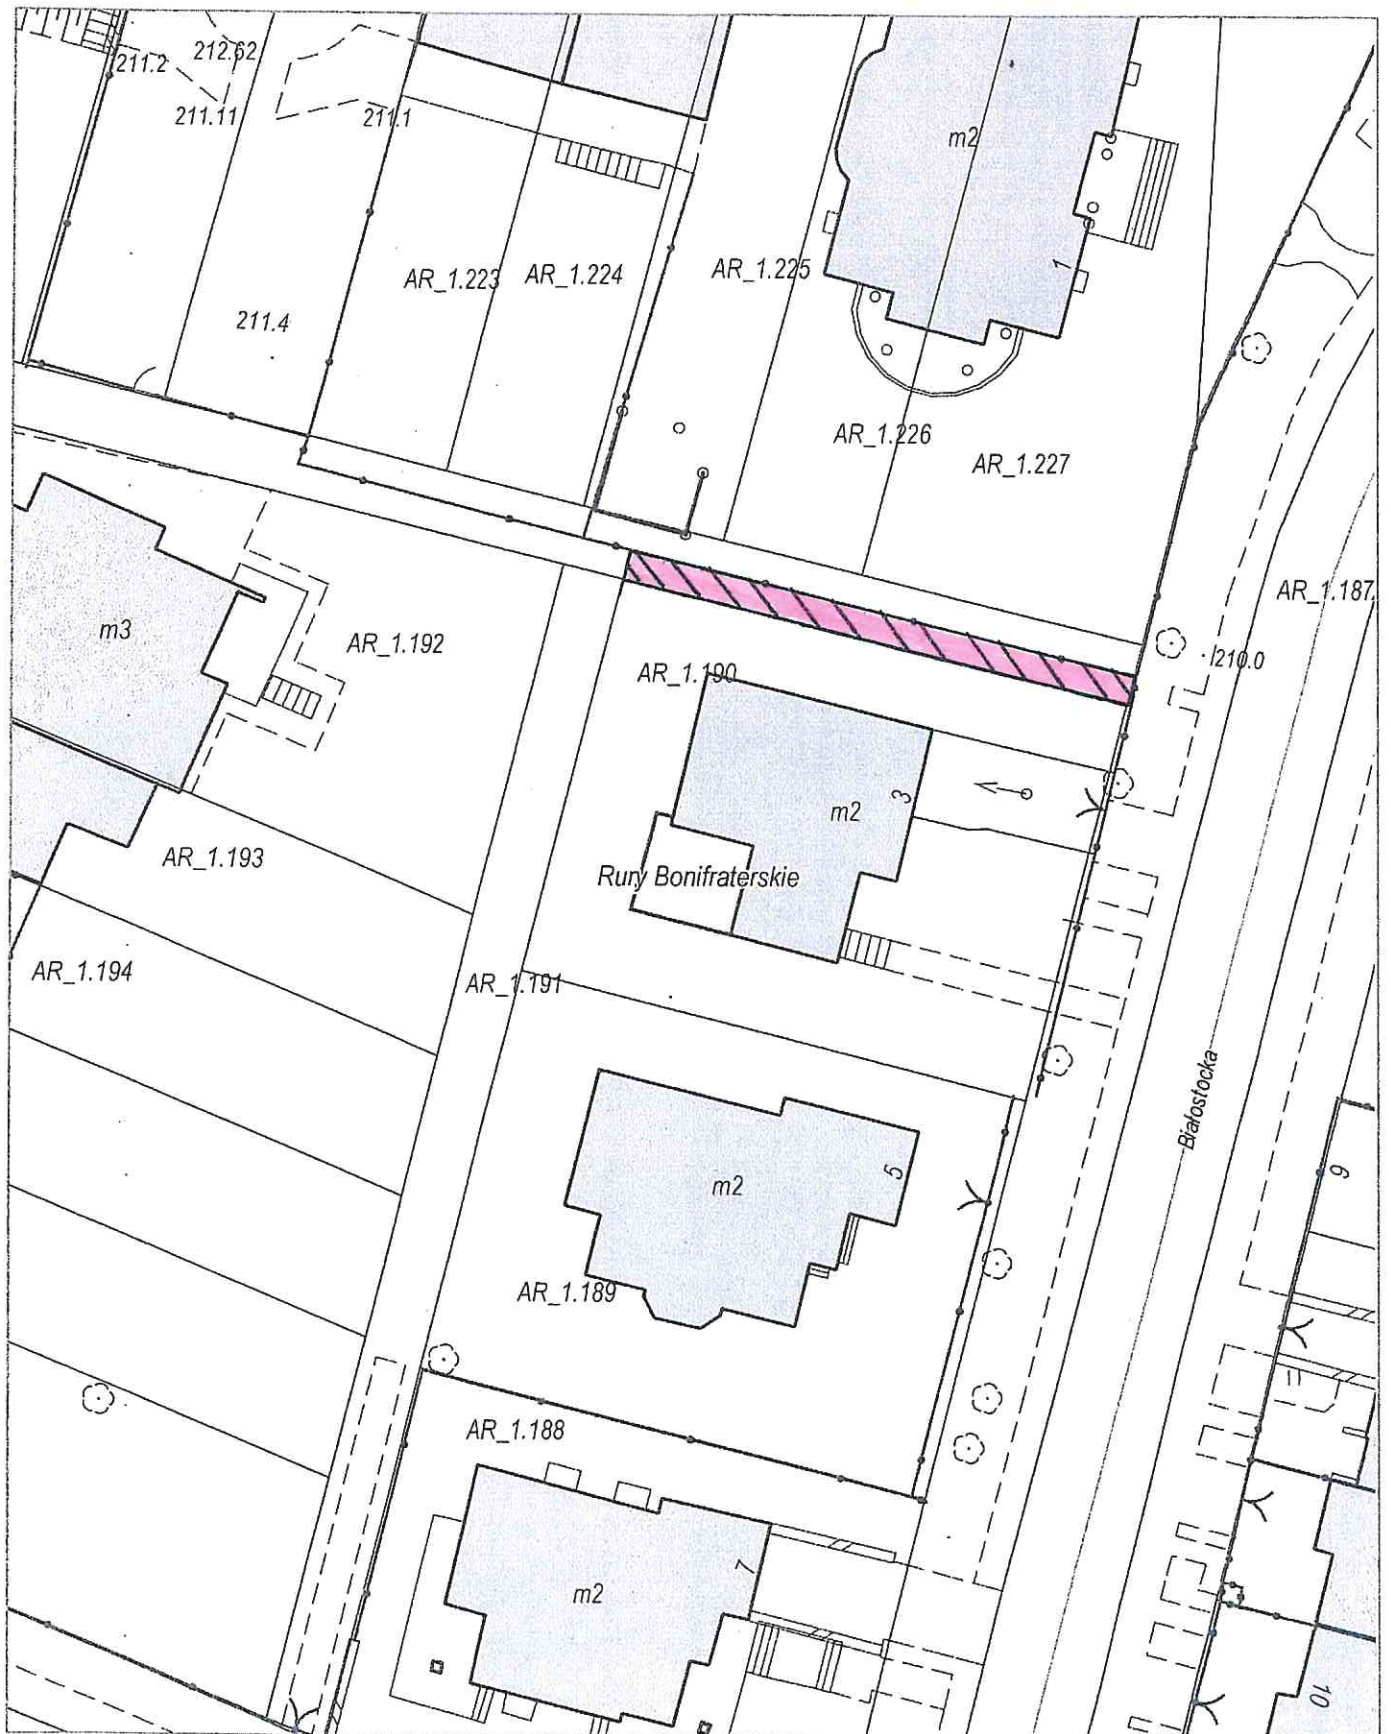 212.62
211.2
211.11
211.1
m2
1
AR_1.223
AR_1.224
AR_1.225
211.4
AR_1.226
AR_1.227
AR_1.187
m3
AR_1.192
210.0
AR_1.190
3
m2
AR_1.193
Rury Bonifraterskie
AR_1.194
AR_1.191
Białostocka
9
5
m2
AR_1.189
AR_1.188
7
m2
10